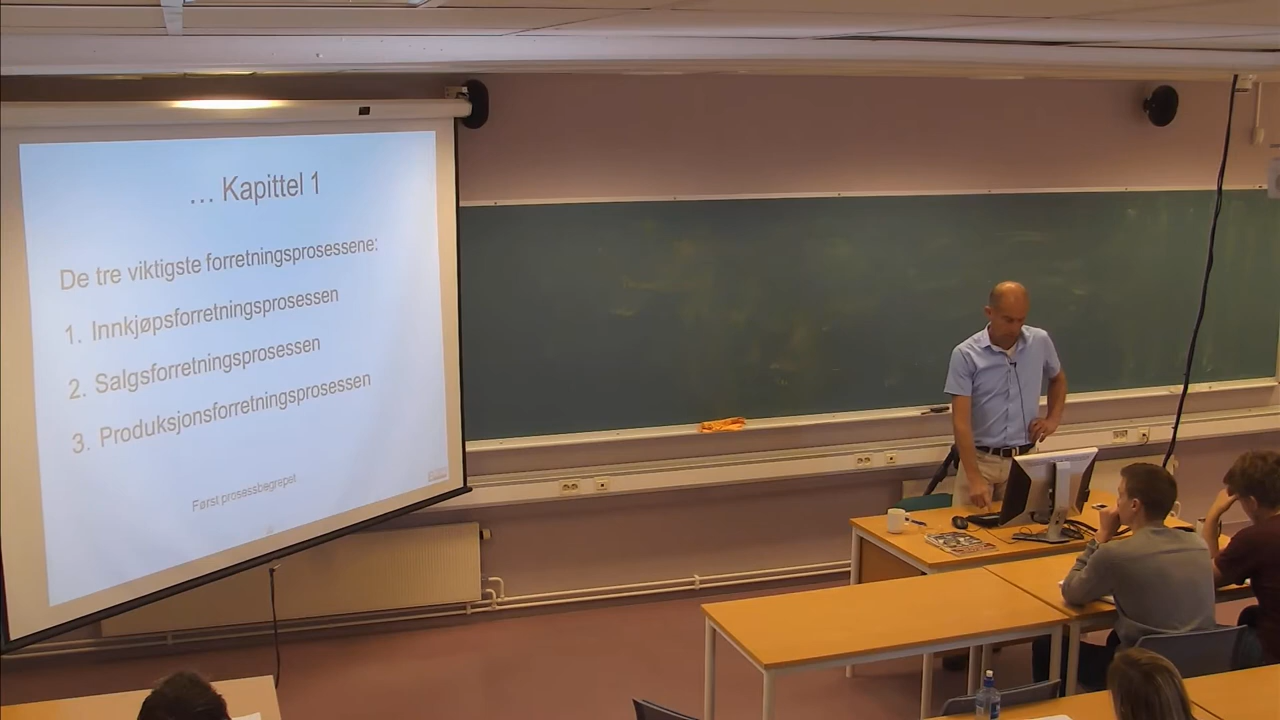 ... Kapittel 1
De tre viktigste forretningsprosessene:
1. Innkjøpsforretningsprosessen
2. Salgsforretningsprosessen
3. Produksjonsforretningsprosessen
Først prosessbegrepet